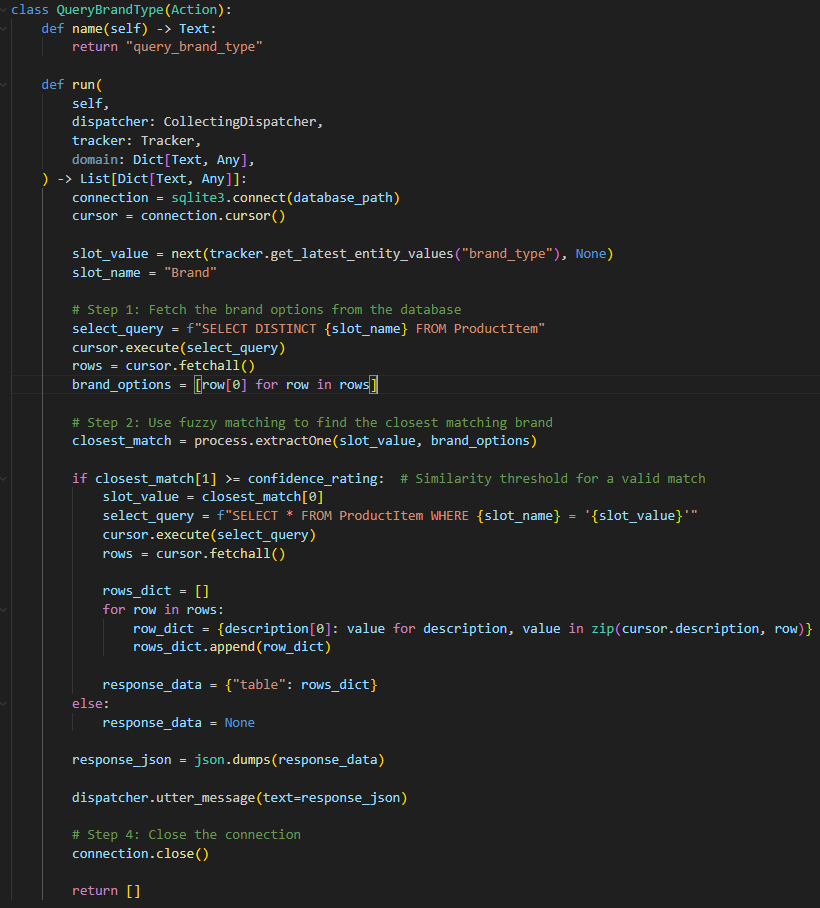 class QueryBrandType(Action):
    def name(self) -> Text:
        return "query_brand_type"

    def run(
        self,
        dispatcher: CollectingDispatcher,
        tracker: Tracker,
        domain: Dict[Text, Any],
    ) -> List[Dict[Text, Any]]:
        connection = sqlite3.connect(database_path)
        cursor = connection.cursor()

        slot_value = next(tracker.get_latest_entity_values("brand_type"), None)
        slot_name = "Brand"

        # Step 1: Fetch the brand options from the database
        select_query = f"SELECT DISTINCT {slot_name} FROM ProductItem"
        cursor.execute(select_query)
        rows = cursor.fetchall()
        brand_options = [row[0] for row in rows]

        # Step 2: Use fuzzy matching to find the closest matching brand
        closest_match = process.extractOne(slot_value, brand_options)

        if closest_match[1] >= confidence_rating:  # Similarity threshold for a valid match
            slot_value = closest_match[0]
            select_query = f"SELECT * FROM ProductItem WHERE {slot_name} = '{slot_value}'"
            cursor.execute(select_query)
            rows = cursor.fetchall()

            rows_dict = []
            for row in rows:
                row_dict = {description[0]: value for description, value in zip(cursor.description, row)}
                rows_dict.append(row_dict)

            response_data = {"table": rows_dict}
        else:
            response_data = None

        response_json = json.dumps(response_data)

        dispatcher.utter_message(text=response_json)

        # Step 4: Close the connection
        connection.close()

        return []